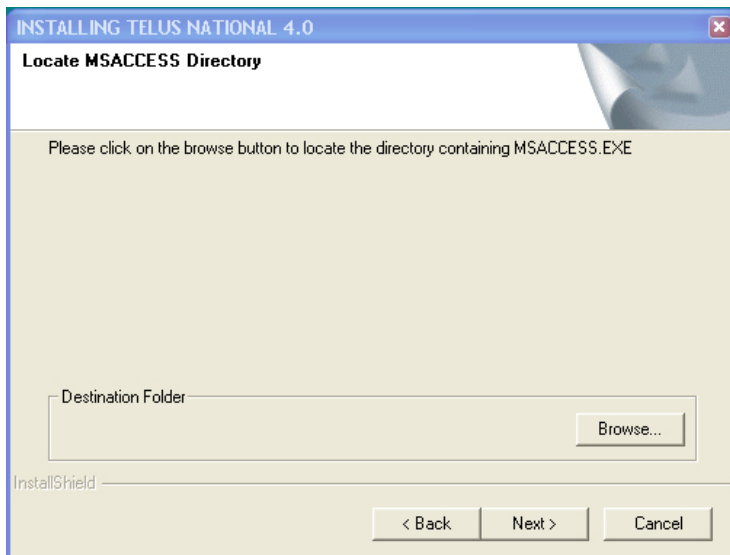 INSTALLING TELUS NATIONAL 4.0
Locate MSACCESS Directory
Please click on the browse button to locate the directory containing MSACCESS.EXE
Destination Folder
Browse...
InstallShield
< Back
Next >
Cancel